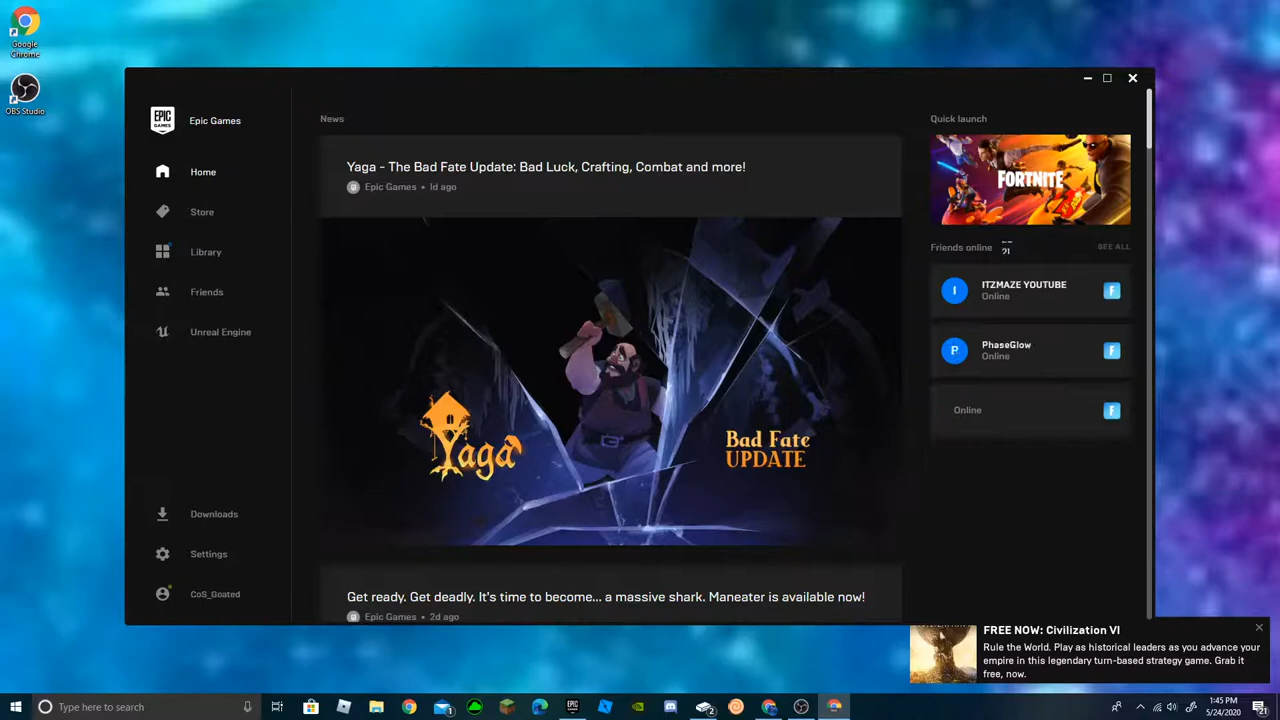 Google
Chrome
OBS Studio
EPIC
GAMES
Epic Games
Home
Store
Library
Friends
Unreal Engine
Downloads
Settings
CoS_Goated
News
Yaga - The Bad Fate Update: Bad Luck, Crafting, Combat and more!
Epic Games • 1d ago
Yaga
Bad Fate
UPDATE
Get ready. Get deadly. It's time to become... a massive shark. Maneater is available now!
Epic Games • 2d ago
Quick launch
FORTNITE
Friends online
SEE ALL
I
ITZMAZE YOUTUBE
Online
F
P
PhaseGlow
Online
F
Online
F
FREE NOW: Civilization VI
Rule the World. Play as historical leaders as you advance your
empire in this legendary turn-based strategy game. Grab it
free, now.
Type here to search
1:45 PM
5/24/2020